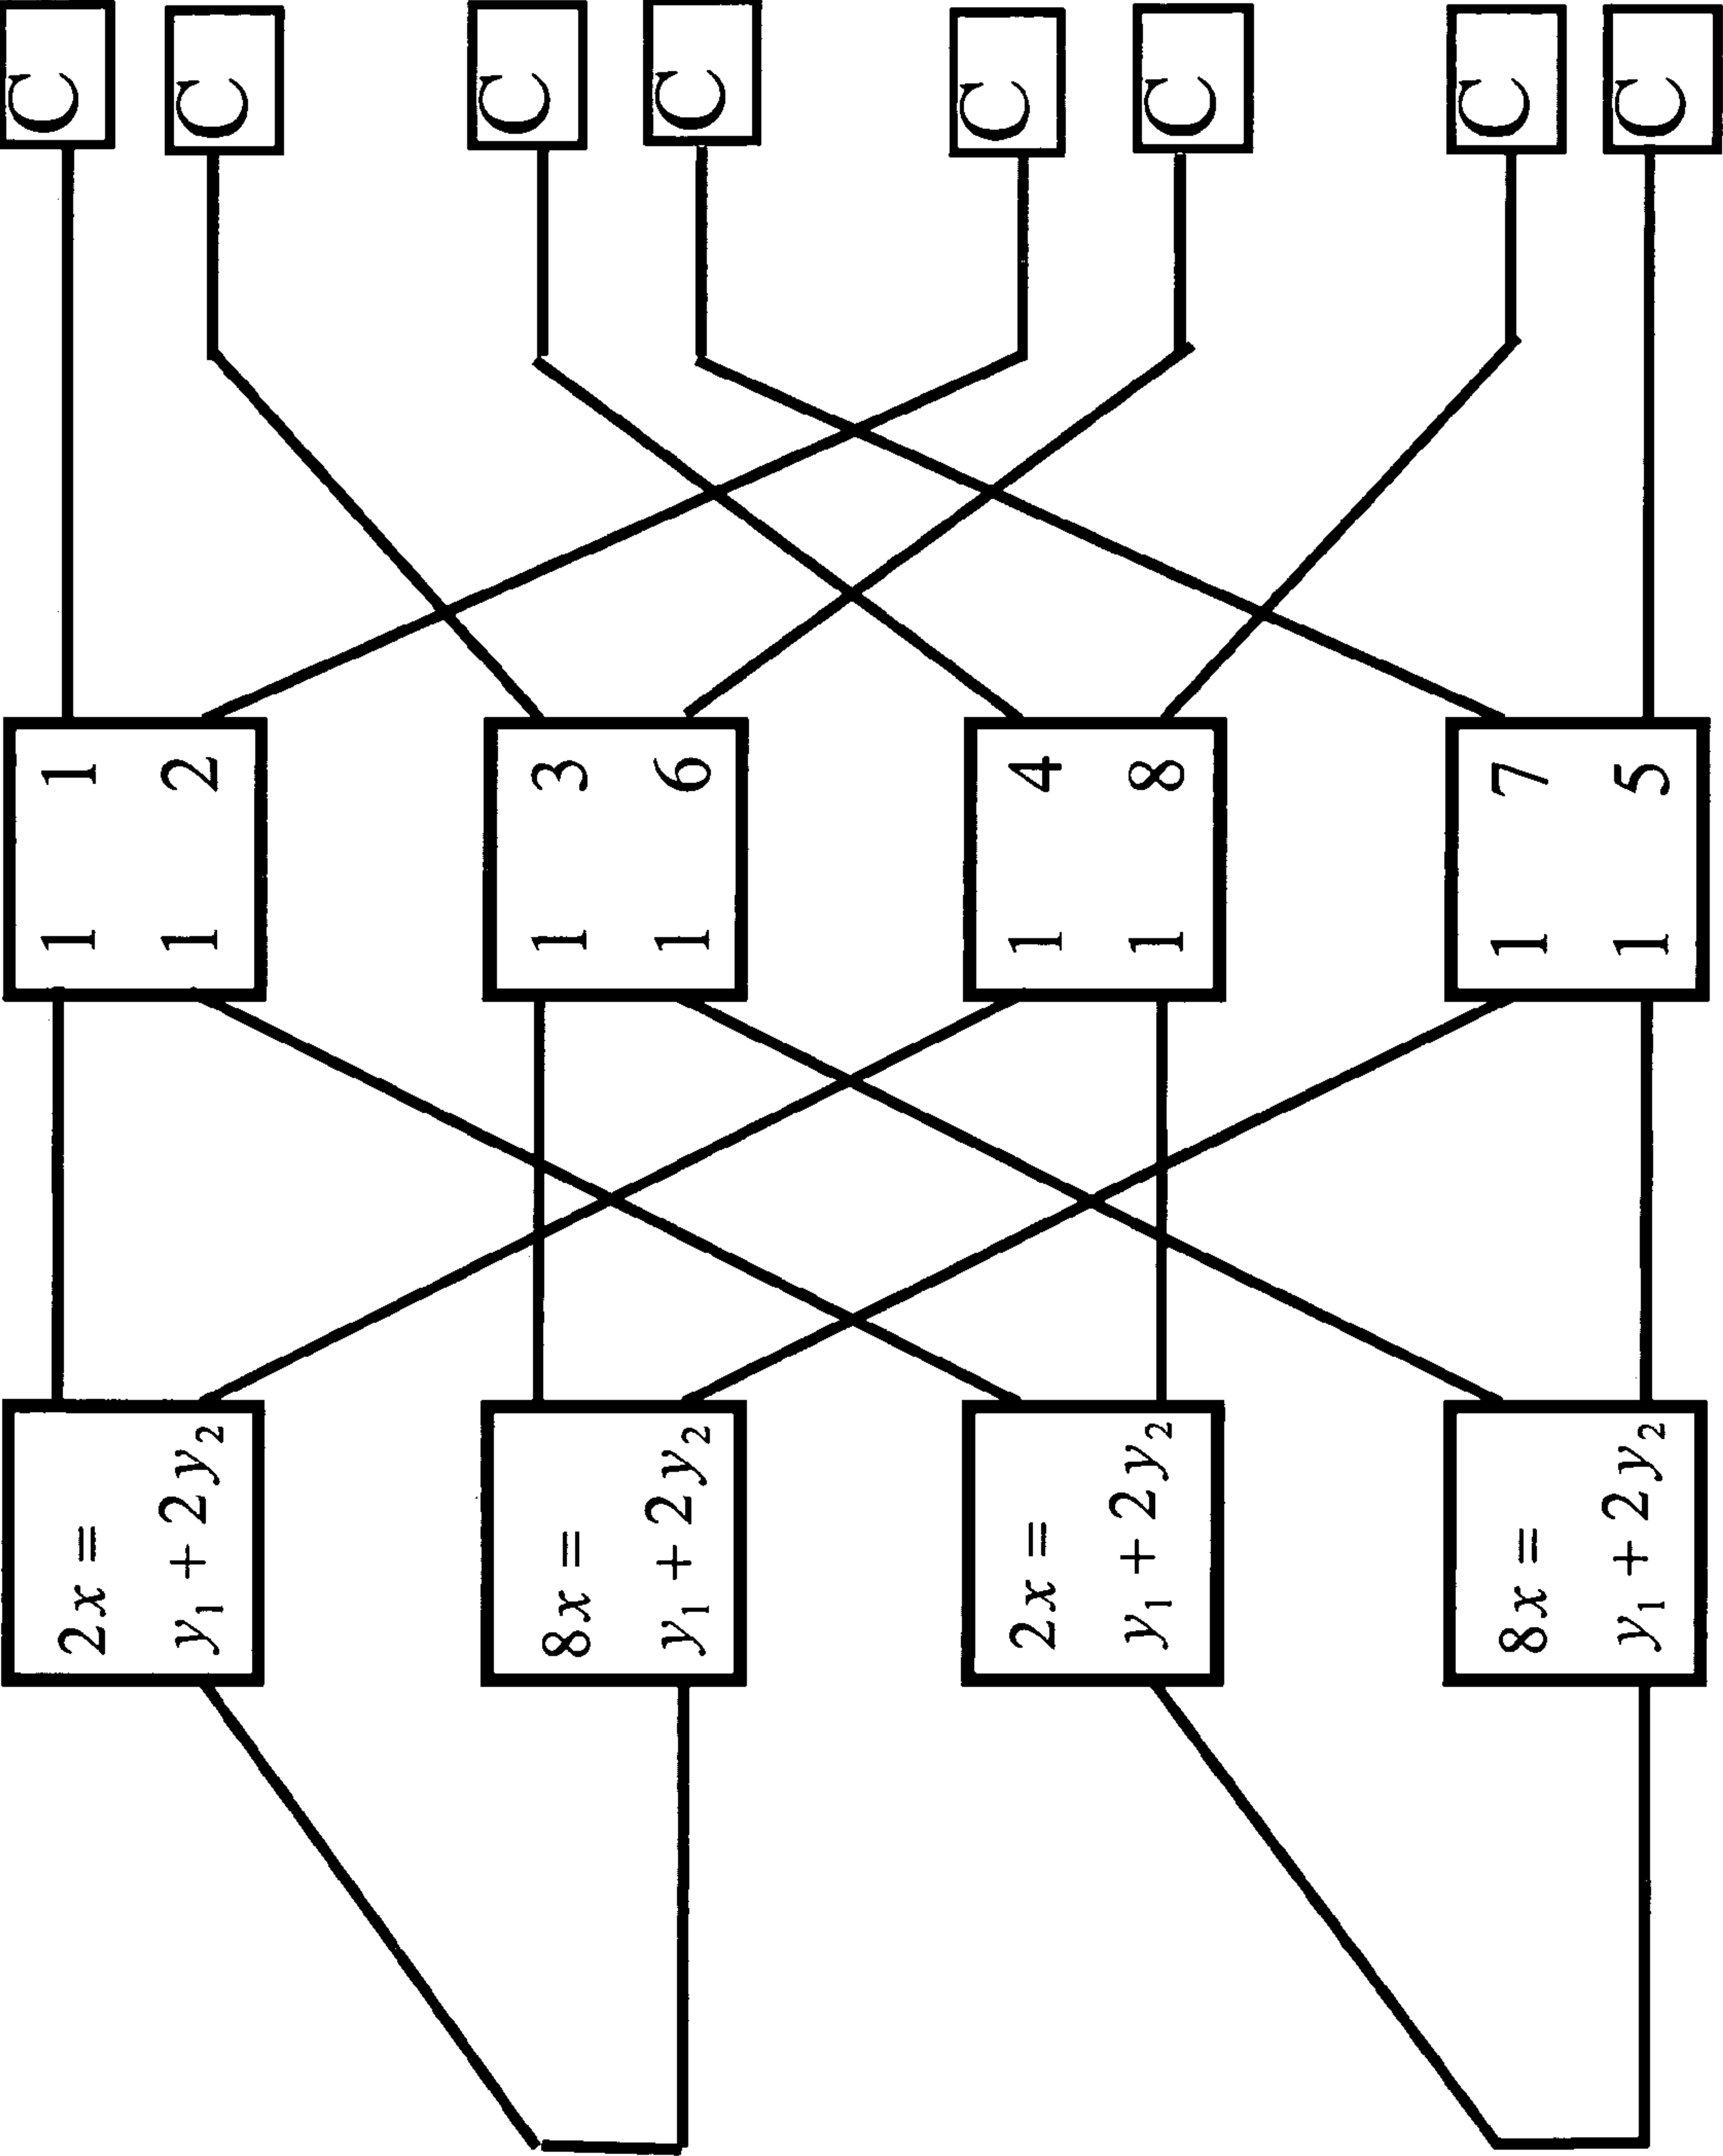 2x = 1 1 C
y₁ + 2y₂ 1 2 C
8x = 1 3 C
y₁ + 2y₂ 1 6 C
2x = 1 4 C
y₁ + 2y₂ 1 8 C
8x = 1 7 C
y₁ + 2y₂ 1 5 C